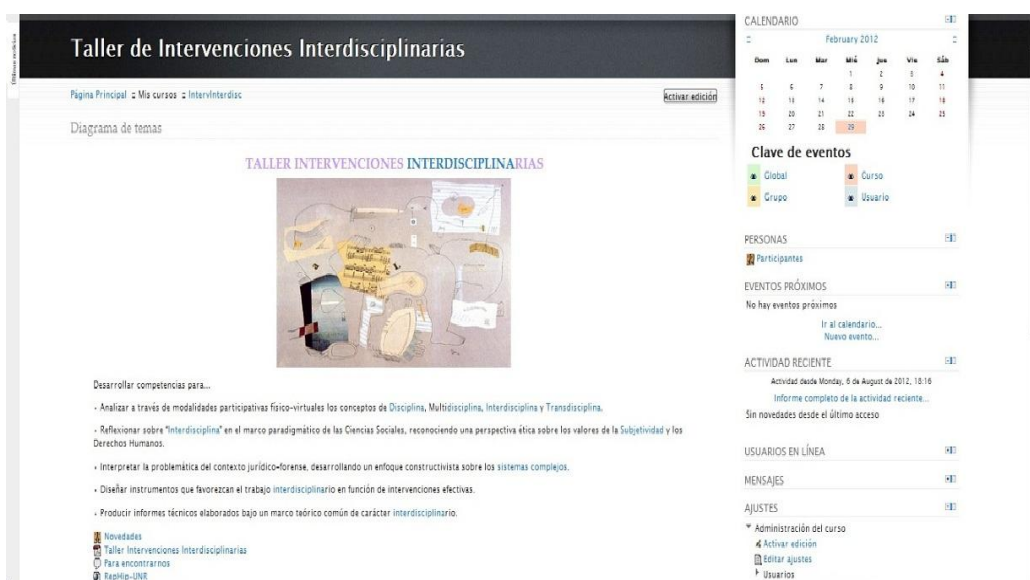 Taller de Intervenciones Interdisciplinarias
Página Principal Mis cursos IntervInterdisc
Activar edición
Diagrama de temas
TALLER INTERVENCIONES INTERDISCIPLINARIAS
Desarrollar competencias para...
- Analizar a través de modalidades participativas físico-virtuales los conceptos de Disciplina, Multidisciplina, Interdisciplina y Transdisciplina.
- Reflexionar sobre "Interdisciplina" en el marco paradigmático de las Ciencias Sociales, reconociendo una perspectiva ética sobre los valores de la Subjetividad y los
Derechos Humanos.
- Interpretar la problemática del contexto jurídico-forense, desarrollando un enfoque constructivista sobre los sistemas complejos.
- Diseñar instrumentos que favorezcan el trabajo interdisciplinario en función de intervenciones efectivas.
- Producir informes técnicos elaborados bajo un marco teórico común de carácter interdisciplinario.
Novedades
Taller Intervenciones Interdisciplinarias
Para encontrarnos
RepHip-UNR
CALENDARIO
February 2012
Dom Lun Mar Mié Jue Vie Sáb
1 2 3 4
5 6 7 8 9 10 11
12 13 14 15 16 17 18
19 20 21 22 23 24 25
26 27 28 29
Clave de eventos
Global Curso
Grupo Usuario
PERSONAS
Participantes
EVENTOS PRÓXIMOS
No hay eventos próximos
Ir al calendario...
Nuevo evento...
ACTIVIDAD RECIENTE
Actividad desde Monday, 6 de August de 2012, 18:16
Informe completo de la actividad reciente...
Sin novedades desde el último acceso
USUARIOS EN LÍNEA
MENSAJES
AJUSTES
Administración del curso
Activar edición
Editar ajustes
Usuarios